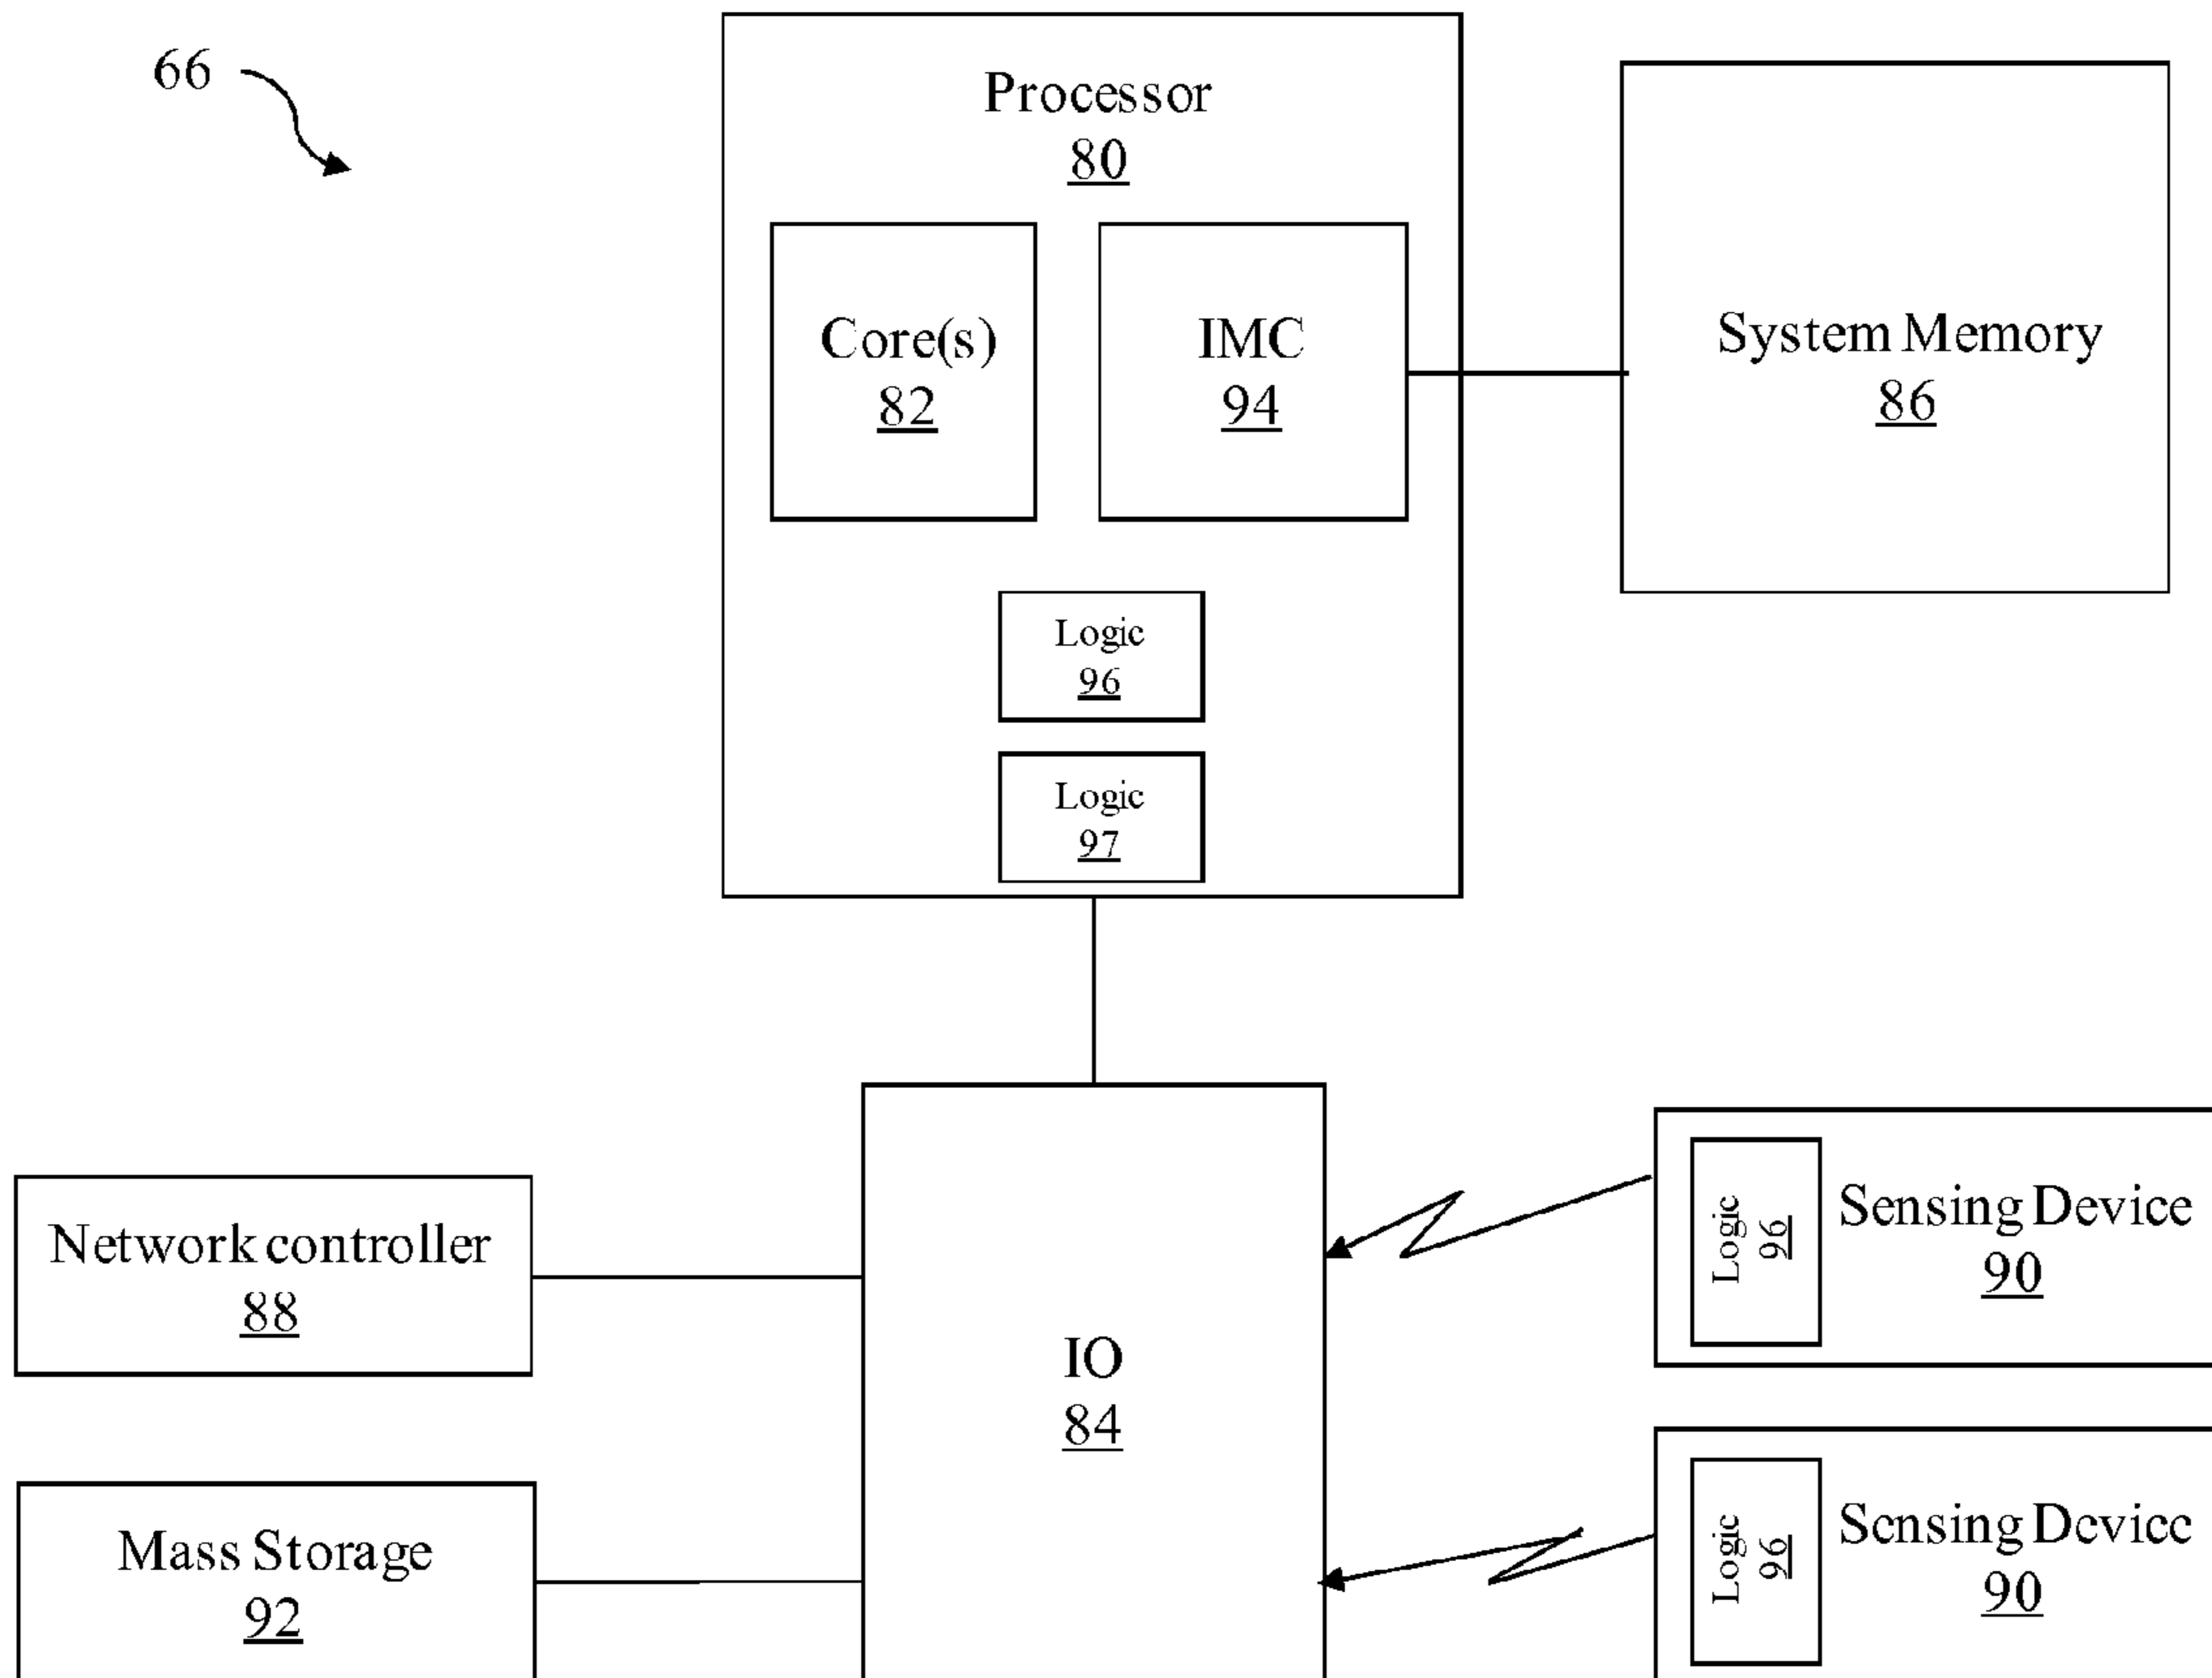 66
Processor
80
Core(s)
82
IMC
94
System Memory
86
Logic
96
Logic
97
Network controller
88
Mass Storage
92
IO
84
Logic
96
Sensing Device
90
Logic
96
Sensing Device
90